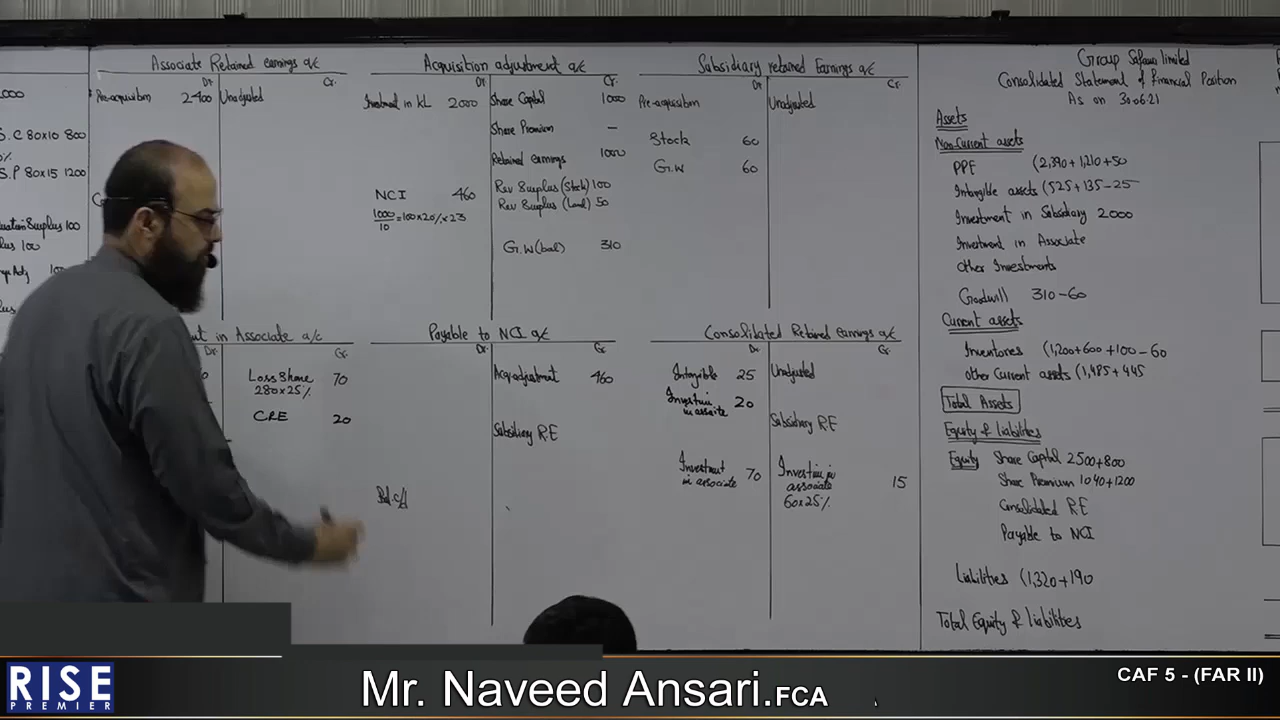 Associate Retained earnings a/c
Dr.
Cr.
Pre-acquisition 2400
Unadjusted
000
S.C 80x10 800
%
S.P 80x15 1200
Surplus 100
plus 100
Acquisition adjustment a/c
Dr.
Cr.
Investment in KL 2000
Share Capital 1000
Share Premium —
Retained earnings 1000
NCI 460
Rev Surplus (Stock) 100
1000/10 = 100x20%x23
Rev Surplus (Land) 50
G.W(bal) 310
Subsidiary retained Earnings a/c
Dr.
Cr.
Pre-acquisition
Unadjusted
Stock 60
G.W 60
in Associate a/c
Dr.
Cr.
Loss Share 70
280x25%
CRE 20
Payable to NCI a/c
Dr.
Cr.
Acq-adjustment 460
Subsidiary RE
Bal. c/d
Consolidated Retained Earnings a/c
Dr.
Cr.
Intangible 25
Unadjusted
20
Subsidiary RE
Investment in associate 70
associate 15
60x25%
Group Safari limited
Consolidated Statement of Financial Position
As on 30.06.21
Assets
Non-Current assets
PPE (2,390+1,210+50
Intangible assets (525+135-25
Investment in Subsidiary 2000
Investment in Associate
Other Investments
Goodwill 310-60
Current assets
Inventories (1,200+600+100-60
other Current assets (1,485+445
Total Assets
Equity & liabilities
Equity Share Capital 2500+800
Share Premium 1040+1200
Consolidated RE
Payable to NCI
Liabilities (1,320+190
Total Equity & liabilities
RISE
PREMIER
Mr. Naveed Ansari.FCA
CAF 5 - (FAR II)